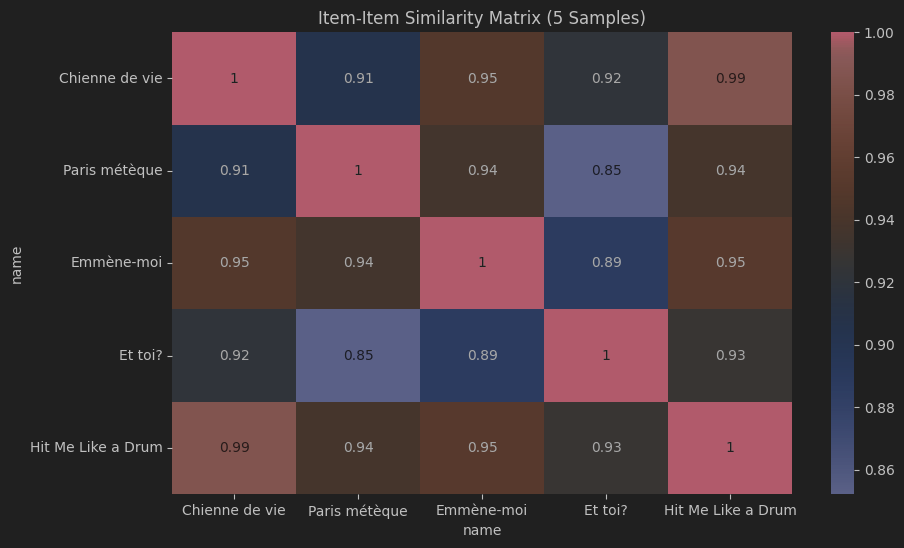 Item-Item Similarity Matrix (5 Samples)
Chienne de vie 1 0.91 0.95 0.92 0.99
Paris métèque 0.91 1 0.94 0.85 0.94
Emmène-moi 0.95 0.94 1 0.89 0.95
Et toi? 0.92 0.85 0.89 1 0.93
Hit Me Like a Drum 0.99 0.94 0.95 0.93 1
name
Chienne de vie Paris métèque Emmène-moi Et toi? Hit Me Like a Drum
name
1.00
0.98
0.96
0.94
0.92
0.90
0.88
0.86